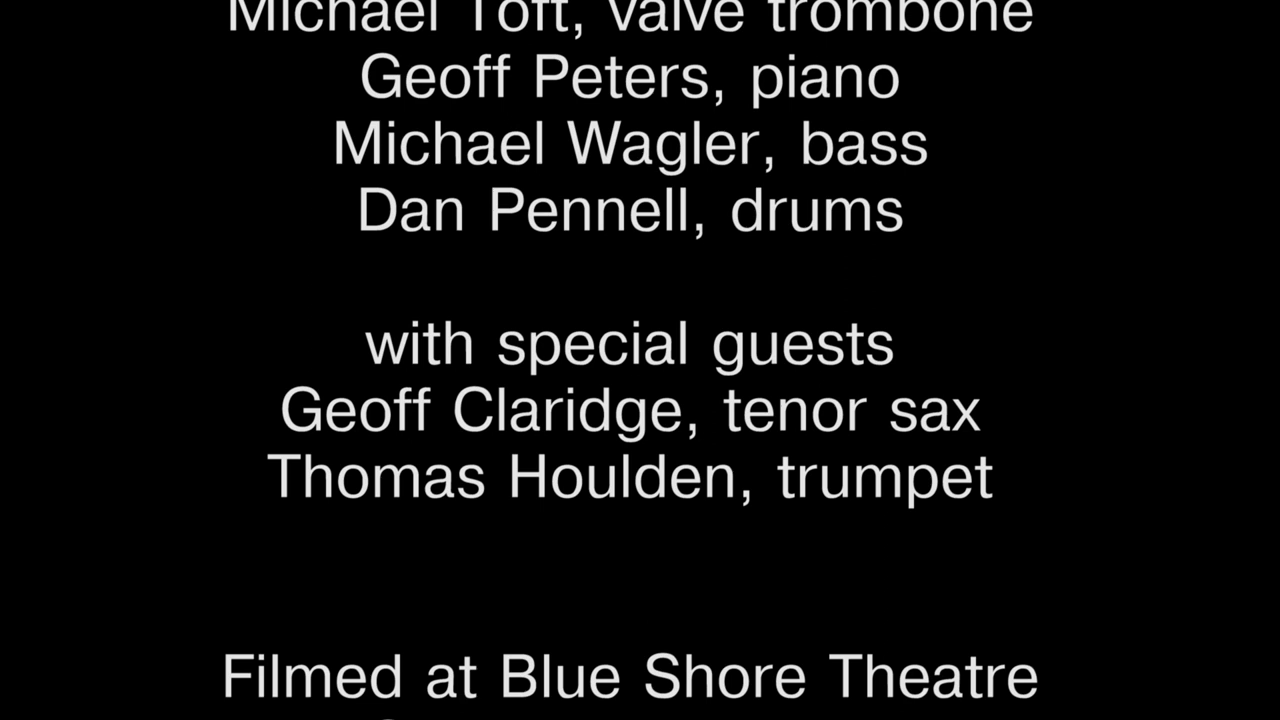 Michael Toft, valve trombone
Geoff Peters, piano
Michael Wagler, bass
Dan Pennell, drums
with special guests
Geoff Claridge, tenor sax
Thomas Houlden, trumpet
Filmed at Blue Shore Theatre